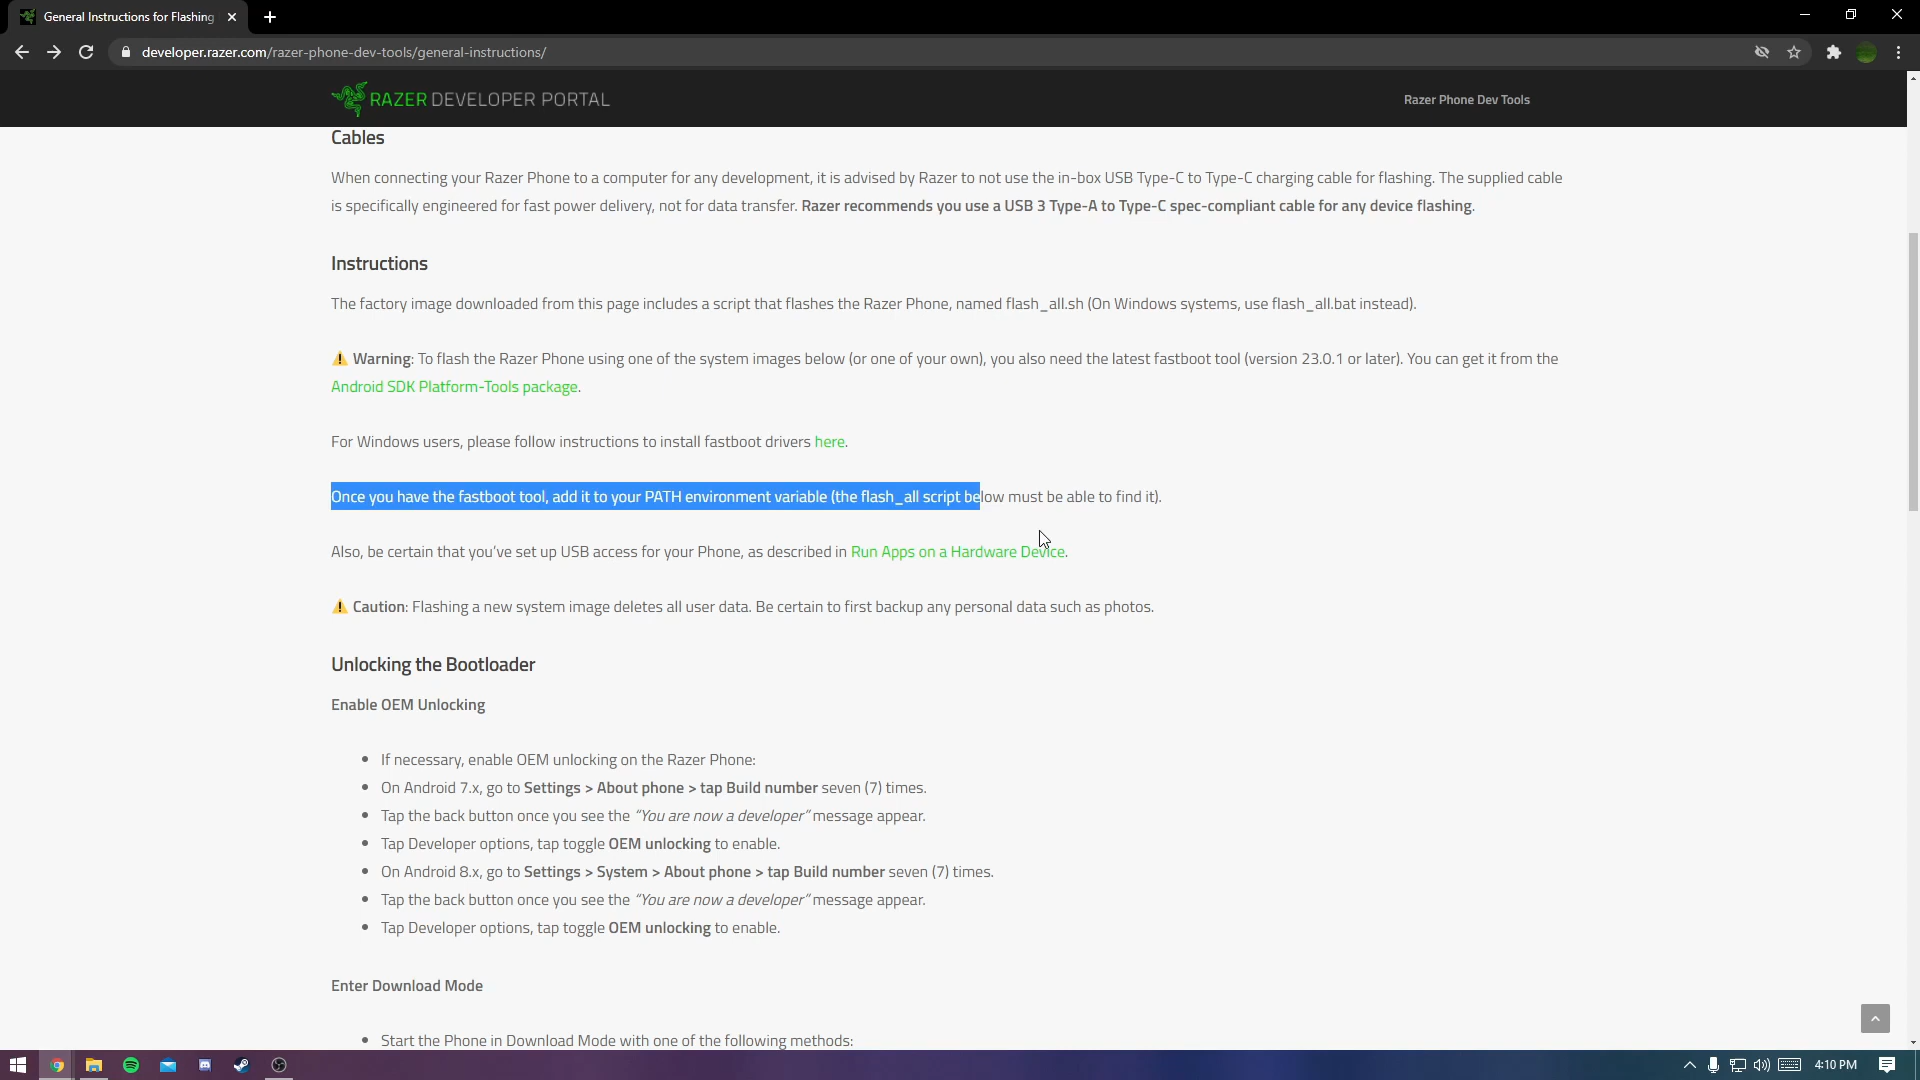 General Instructions for Flashing
developer.razer.com/razer-phone-dev-tools/general-instructions/
RAZER DEVELOPER PORTAL
Razer Phone Dev Tools
Cables
When connecting your Razer Phone to a computer for any development, it is advised by Razer to not use the in-box USB Type-C to Type-C charging cable for flashing. The supplied cable
is specifically engineered for fast power delivery, not for data transfer. Razer recommends you use a USB 3 Type-A to Type-C spec-compliant cable for any device flashing.
Instructions
The factory image downloaded from this page includes a script that flashes the Razer Phone, named flash_all.sh (On Windows systems, use flash_all.bat instead).
⚠ Warning: To flash the Razer Phone using one of the system images below (or one of your own), you also need the latest fastboot tool (version 23.0.1 or later). You can get it from the
Android SDK Platform-Tools package.
For Windows users, please follow instructions to install fastboot drivers here.
Once you have the fastboot tool, add it to your PATH environment variable (the flash_all script below must be able to find it).
Also, be certain that you’ve set up USB access for your Phone, as described in Run Apps on a Hardware Device.
⚠ Caution: Flashing a new system image deletes all user data. Be certain to first backup any personal data such as photos.
Unlocking the Bootloader
Enable OEM Unlocking
• If necessary, enable OEM unlocking on the Razer Phone:
• On Android 7.x, go to Settings > About phone > tap Build number seven (7) times.
• Tap the back button once you see the “You are now a developer” message appear.
• Tap Developer options, tap toggle OEM unlocking to enable.
• On Android 8.x, go to Settings > System > About phone > tap Build number seven (7) times.
• Tap the back button once you see the “You are now a developer” message appear.
• Tap Developer options, tap toggle OEM unlocking to enable.
Enter Download Mode
• Start the Phone in Download Mode with one of the following methods:
4:10 PM